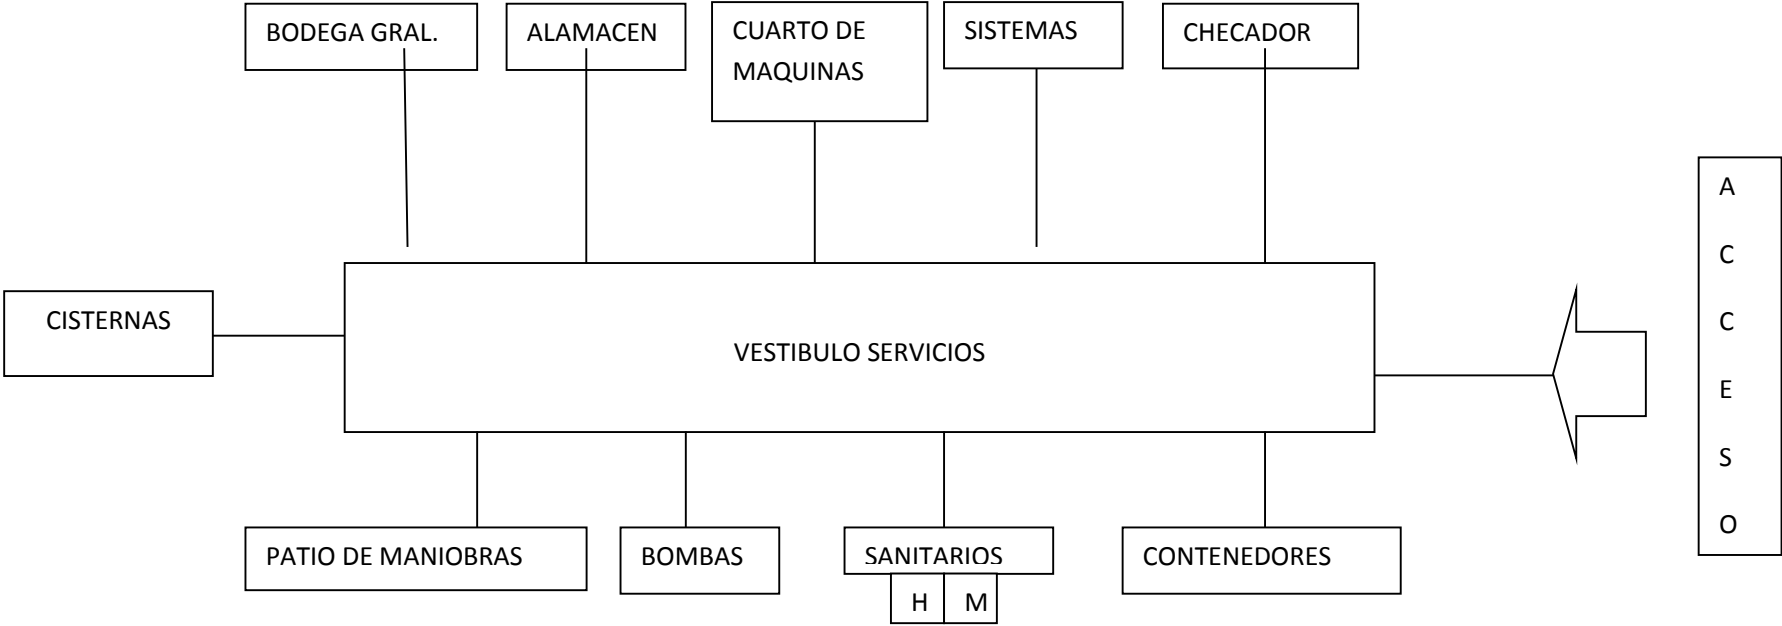 BODEGA GRAL.
ALAMACEN
CUARTO DE
MAQUINAS
SISTEMAS
CHECADOR
A
C
C
E
S
O
CISTERNAS
VESTIBULO SERVICIOS
PATIO DE MANIOBRAS
BOMBAS
SANITARIOS
H M
CONTENEDORES